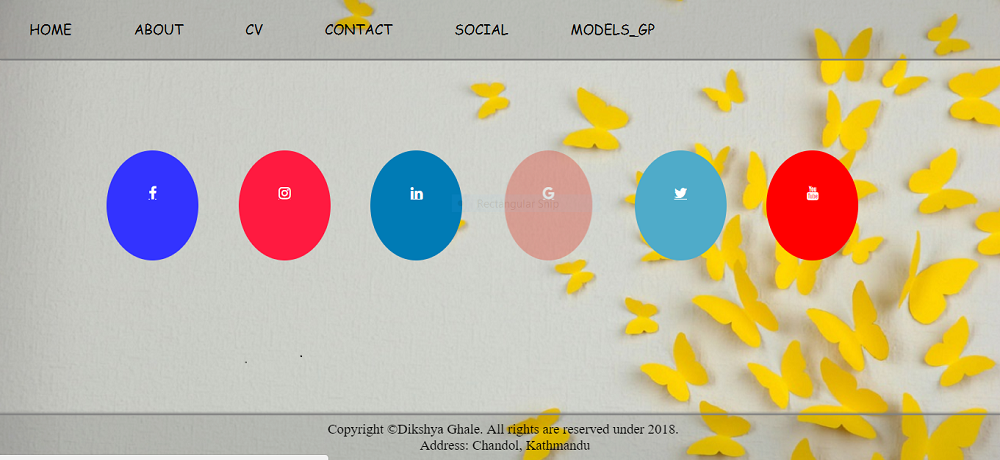 HOME ABOUT CV CONTACT SOCIAL MODELS_GP
f in G You Tube
Rectangular Snip
Copyright ©Dikshya Ghale. All rights are reserved under 2018.
Address: Chandol, Kathmandu